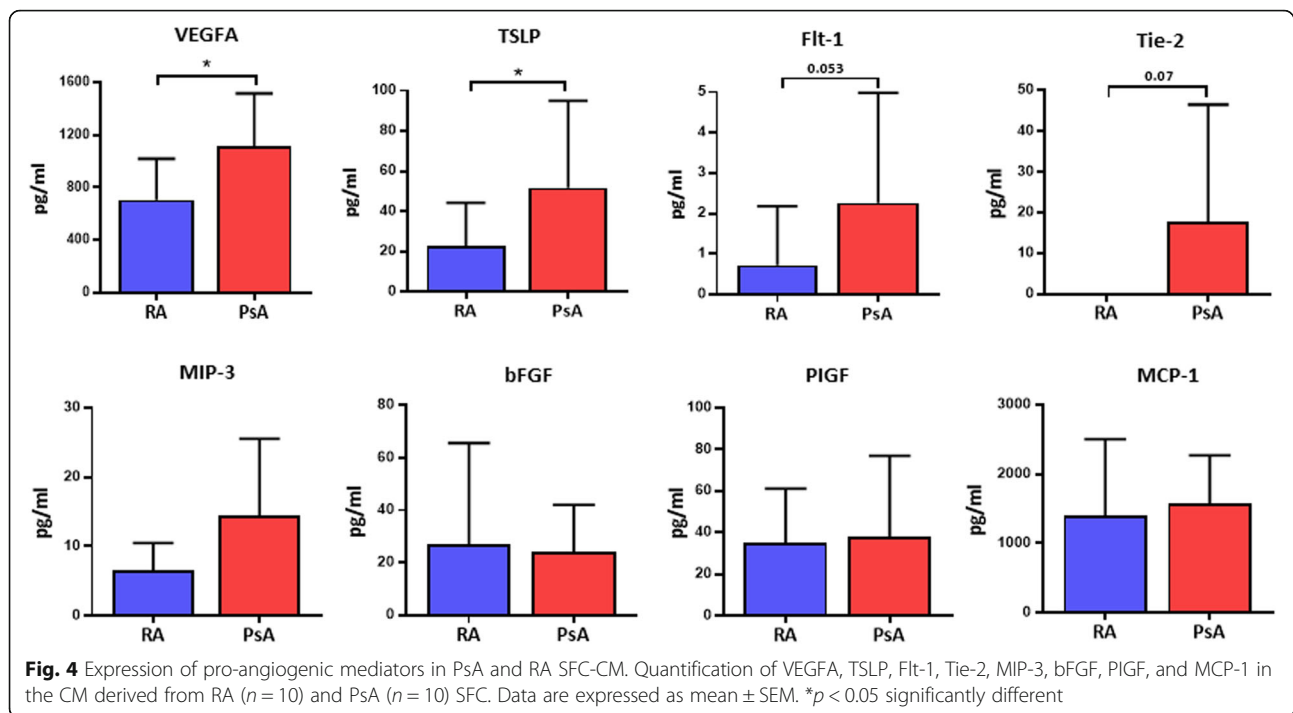 VEGFA
*
1600
1200
800
400
0
pg/ml
RA PsA
TSLP
*
100
80
60
40
20
0
pg/ml
RA PsA
Flt-1
0.053
5
4
3
2
1
0
pg/ml
RA PsA
Tie-2
0.07
50
40
30
20
10
0
pg/ml
RA PsA
MIP-3
30
20
10
0
pg/ml
RA PsA
bFGF
80
60
40
20
0
pg/ml
RA PsA
PIGF
100
80
60
40
20
0
pg/ml
RA PsA
MCP-1
3000
2000
1000
0
pg/ml
RA PsA
Fig. 4 Expression of pro-angiogenic mediators in PsA and RA SFC-CM. Quantification of VEGFA, TSLP, Flt-1, Tie-2, MIP-3, bFGF, PIGF, and MCP-1 in
the CM derived from RA (n = 10) and PsA (n = 10) SFC. Data are expressed as mean ± SEM. *p < 0.05 significantly different